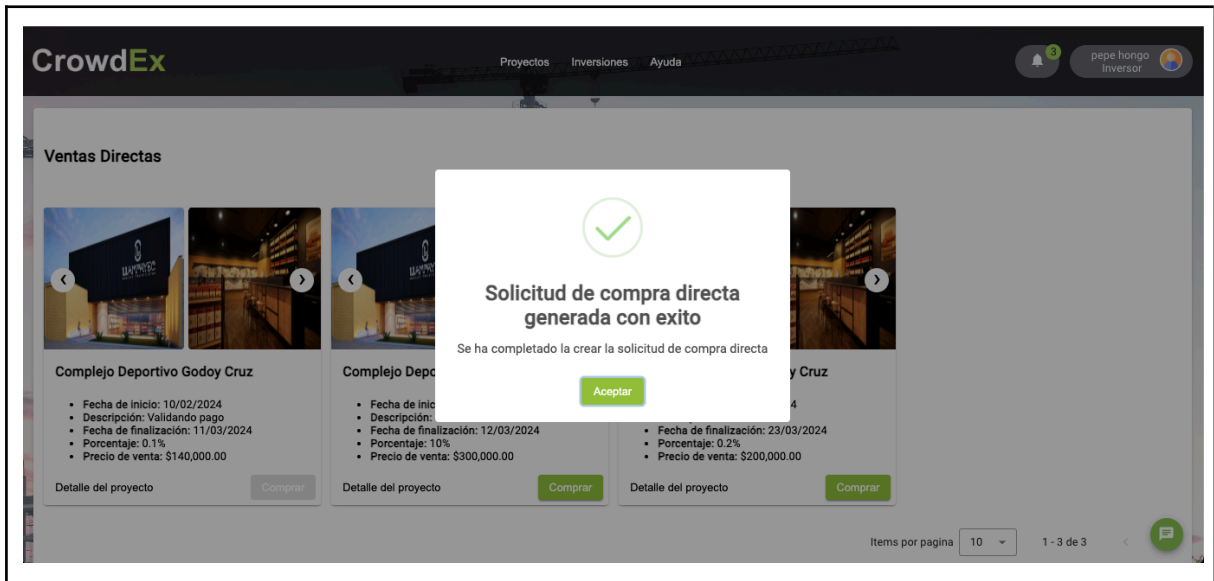 CrowdEx
Proyectos Inversiones Ayuda
3
pepe hongo
Inversor
Ventas Directas
Solicitud de compra directa
generada con exito
Se ha completado la crear la solicitud de compra directa
Aceptar
Complejo Deportivo Godoy Cruz
• Fecha de inicio: 10/02/2024
• Descripción: Validando pago
• Fecha de finalización: 11/03/2024
• Porcentaje: 0.1%
• Precio de venta: $140,000.00
Detalle del proyecto Comprar
Complejo Depo
• Fecha de inic
• Descripción:
• Fecha de finalización: 12/03/2024
• Porcentaje: 10%
• Precio de venta: $300,000.00
Detalle del proyecto Comprar
y Cruz
4
• Fecha de finalización: 23/03/2024
• Porcentaje: 0.2%
• Precio de venta: $200,000.00
Detalle del proyecto Comprar
Items por pagina 10 1 - 3 de 3